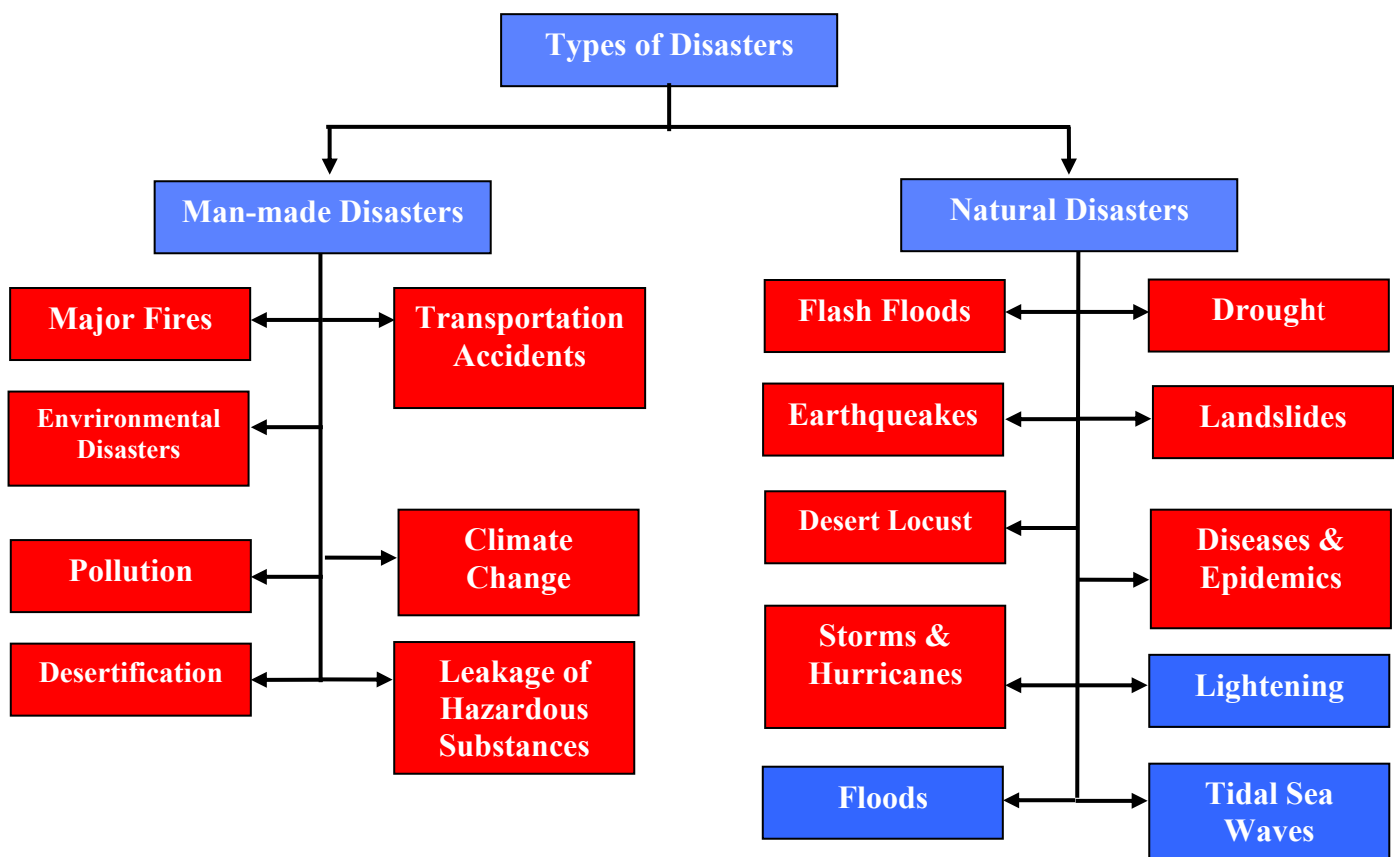 Types of Disasters
Man-made Disasters
Natural Disasters
Major Fires
Transportation
Accidents
Envrironmental
Disasters
Climate
Change
Pollution
Desertification
Leakage of
Hazardous
Substances
Flash Floods
Drought
Earthqueakes
Landslides
Desert Locust
Diseases &
Epidemics
Storms &
Hurricanes
Lightening
Floods
Tidal Sea
Waves